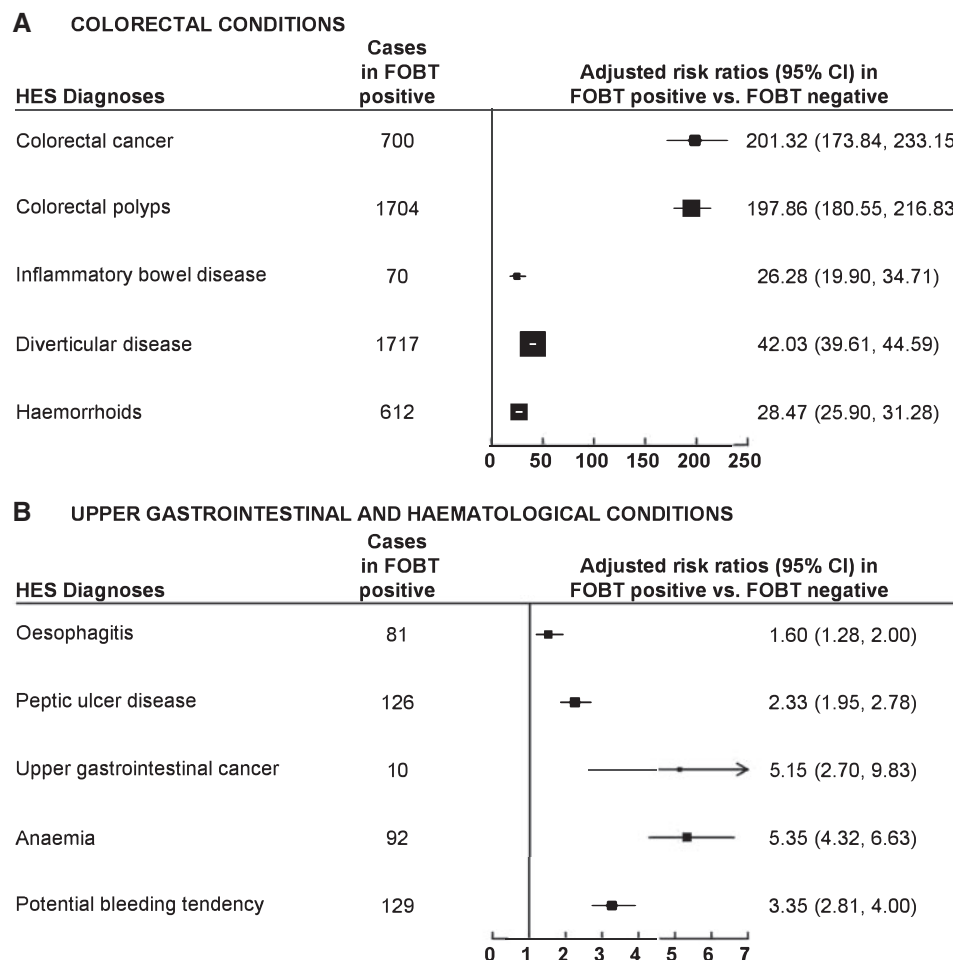 A COLORECTAL CONDITIONS
Cases
in FOBT
positive
Adjusted risk ratios (95% CI) in
FOBT positive vs. FOBT negative
HES Diagnoses
Colorectal cancer 700 201.32 (173.84, 233.15
Colorectal polyps 1704 197.86 (180.55, 216.83
Inflammatory bowel disease 70 26.28 (19.90, 34.71)
Diverticular disease 1717 42.03 (39.61, 44.59)
Haemorrhoids 612 28.47 (25.90, 31.28)
0 50 100 150 200 250
B UPPER GASTROINTESTINAL AND HAEMATOLOGICAL CONDITIONS
Cases
in FOBT
positive
Adjusted risk ratios (95% CI) in
FOBT positive vs. FOBT negative
HES Diagnoses
Oesophagitis 81 1.60 (1.28, 2.00)
Peptic ulcer disease 126 2.33 (1.95, 2.78)
Upper gastrointestinal cancer 10 5.15 (2.70, 9.83)
Anaemia 92 5.35 (4.32, 6.63)
Potential bleeding tendency 129 3.35 (2.81, 4.00)
0 1 2 3 4 5 6 7